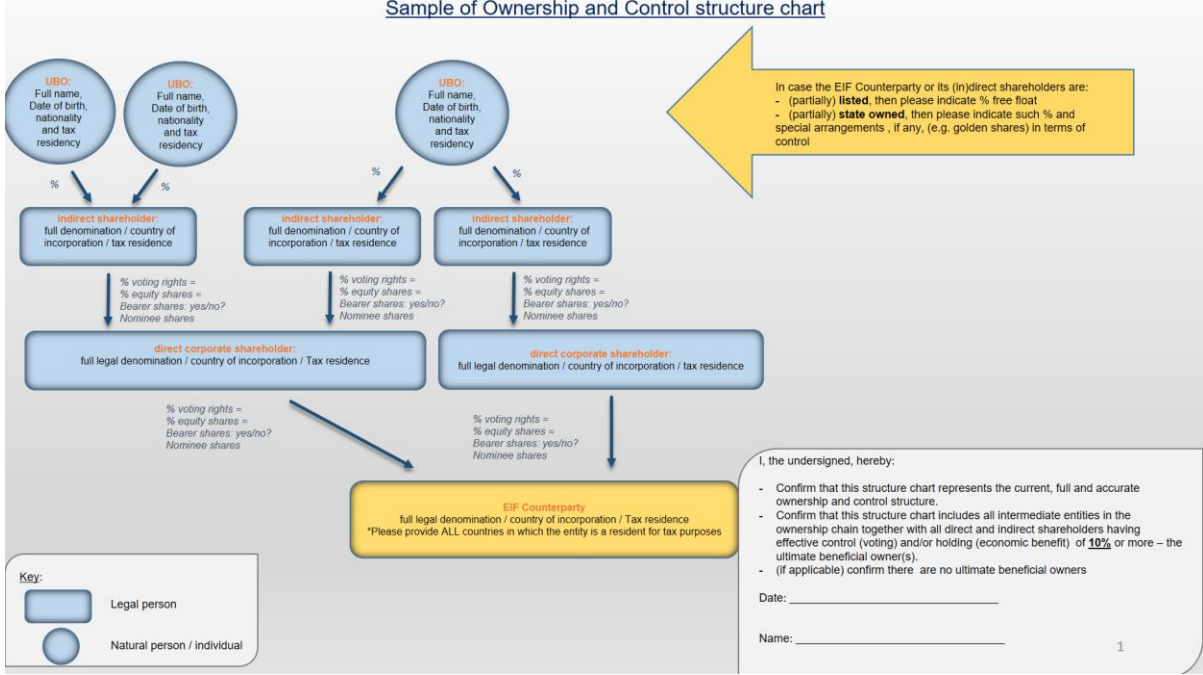 Sample of Ownership and Control structure chart
UBO:
Full name,
Date of birth,
nationality
and tax
residency
UBO:
Full name,
Date of birth,
nationality
and tax
residency
UBO:
Full name,
Date of birth,
nationality
and tax
residency
In case the EIF Counterparty or its (in)direct shareholders are:
- (partially) listed, then please indicate % free float
- (partially) state owned, then please indicate such % and
special arrangements , if any, (e.g. golden shares) in terms of
control
%
%
%
%
indirect shareholder:
full denomination / country of
incorporation / tax residence
indirect shareholder:
full denomination / country of
incorporation / tax residence
indirect shareholder:
full denomination / country of
incorporation / tax residence
% voting rights =
% equity shares =
Bearer shares: yes/no?
Nominee shares
% voting rights =
% equity shares =
Bearer shares: yes/no?
Nominee shares
% voting rights =
% equity shares =
Bearer shares: yes/no?
Nominee shares
direct corporate shareholder:
full legal denomination / country of incorporation / Tax residence
direct corporate shareholder:
full legal denomination / country of incorporation / tax residence
% voting rights =
% equity shares =
Bearer shares: yes/no?
Nominee shares
% voting rights =
% equity shares =
Bearer shares: yes/no?
Nominee shares
EIF Counterparty
full legal denomination / country of incorporation / Tax residence
*Please provide ALL countries in which the entity is a resident for tax purposes
Key:
Legal person
Natural person / individual
I, the undersigned, hereby:
- Confirm that this structure chart represents the current, full and accurate
ownership and control structure.
- Confirm that this structure chart includes all intermediate entities in the
ownership chain together with all direct and indirect shareholders having
effective control (voting) and/or holding (economic benefit) of 10% or more – the
ultimate beneficial owner(s).
- (if applicable) confirm there are no ultimate beneficial owners
Date: ______________________________
Name: ______________________________
1